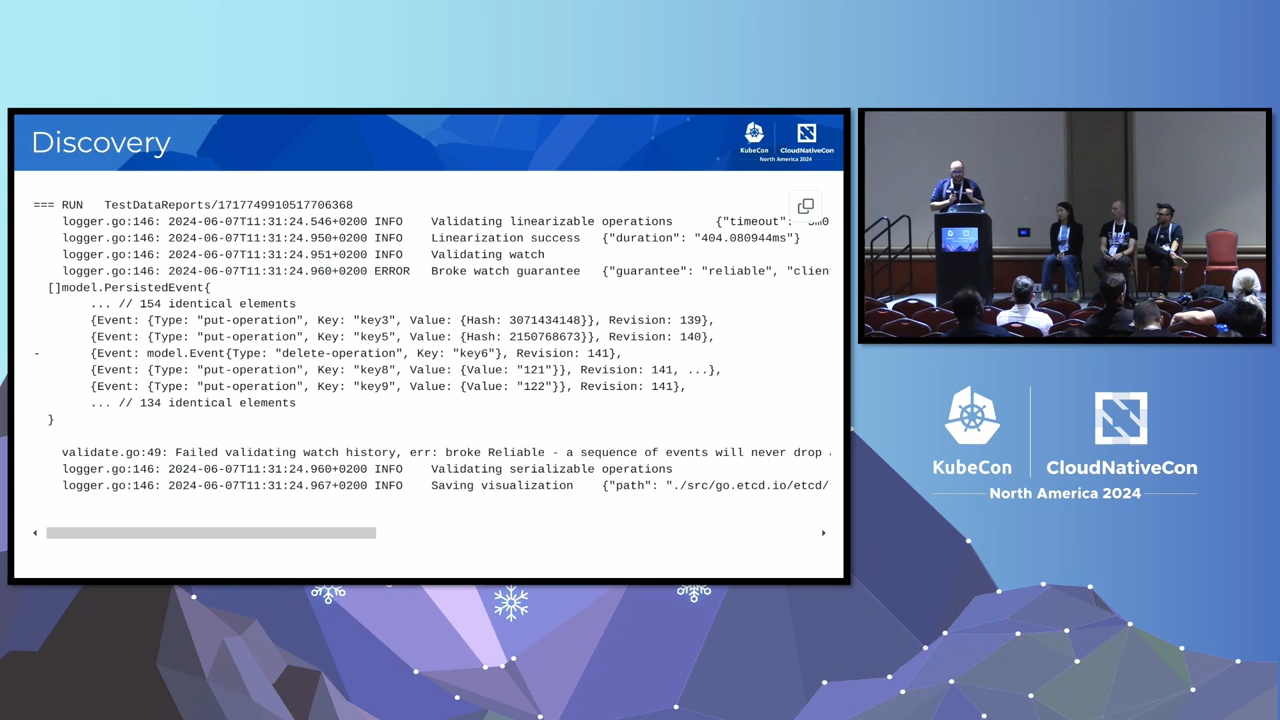 Discovery
KubeCon
CloudNativeCon
North America 2024
=== RUN   TestDataReports/1717749910517706368
logger.go:146: 2024-06-07T11:31:24.546+0200 INFO    Validating linearizable operations      {"timeout":
logger.go:146: 2024-06-07T11:31:24.950+0200 INFO    Linearization success   {"duration": "404.080944ms"}
logger.go:146: 2024-06-07T11:31:24.951+0200 INFO    Validating watch
logger.go:146: 2024-06-07T11:31:24.960+0200 ERROR   Broke watch guarantee   {"guarantee": "reliable", "clien
[]model.PersistedEvent{
... // 154 identical elements
{Event: {Type: "put-operation", Key: "key3", Value: {Hash: 3071434148}}, Revision: 139},
{Event: {Type: "put-operation", Key: "key5", Value: {Hash: 2150768673}}, Revision: 140},
-       {Event: model.Event{Type: "delete-operation", Key: "key6"}, Revision: 141},
{Event: {Type: "put-operation", Key: "key8", Value: {Value: "121"}}, Revision: 141, ...},
{Event: {Type: "put-operation", Key: "key9", Value: {Value: "122"}}, Revision: 141},
... // 134 identical elements
}
validate.go:49: Failed validating watch history, err: broke Reliable - a sequence of events will never drop
logger.go:146: 2024-06-07T11:31:24.960+0200 INFO    Validating serializable operations
logger.go:146: 2024-06-07T11:31:24.967+0200 INFO    Saving visualization    {"path": "./src/go.etcd.io/etcd/
KubeCon
CloudNativeCon
North America 2024